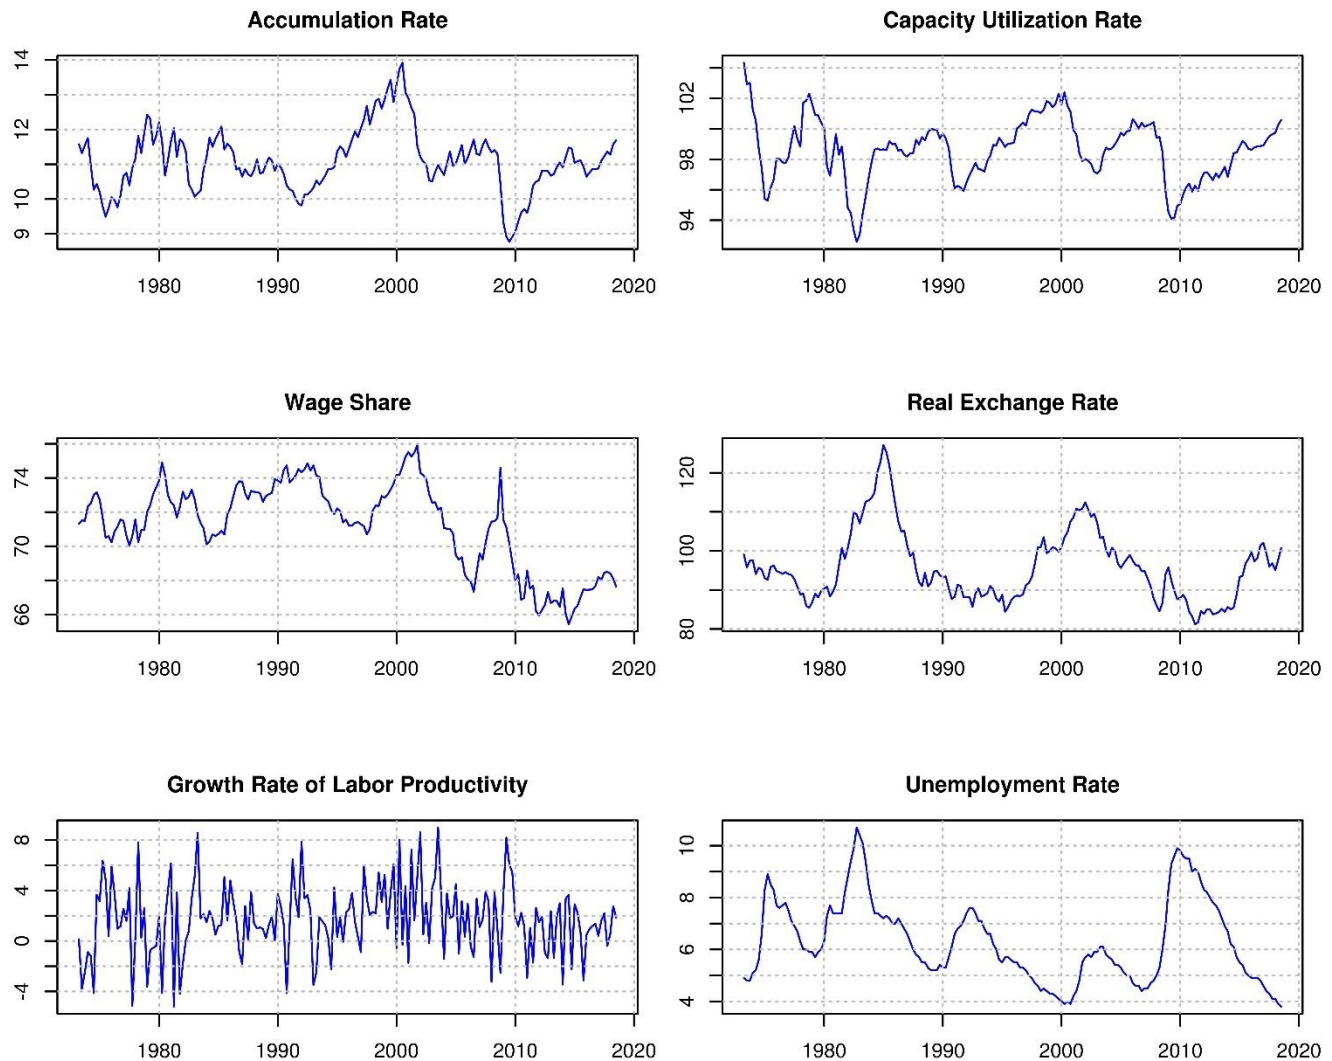 Accumulation Rate
14
12
10
9
1980 1990 2000 2010 2020
Capacity Utilization Rate
102
98
94
1980 1990 2000 2010 2020
Wage Share
74
70
66
1980 1990 2000 2010 2020
Real Exchange Rate
120
100
80
1980 1990 2000 2010 2020
Growth Rate of Labor Productivity
8
4
0
-4
1980 1990 2000 2010 2020
Unemployment Rate
10
8
6
4
1980 1990 2000 2010 2020